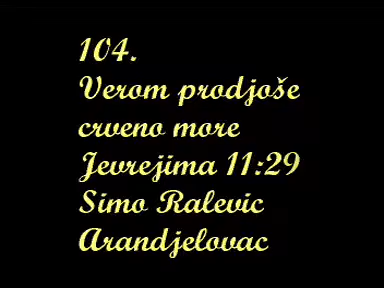 104.
Verom prodjoše
crveno more
Jevrejima 11:29
Simo Ralevic
Arandjelovac